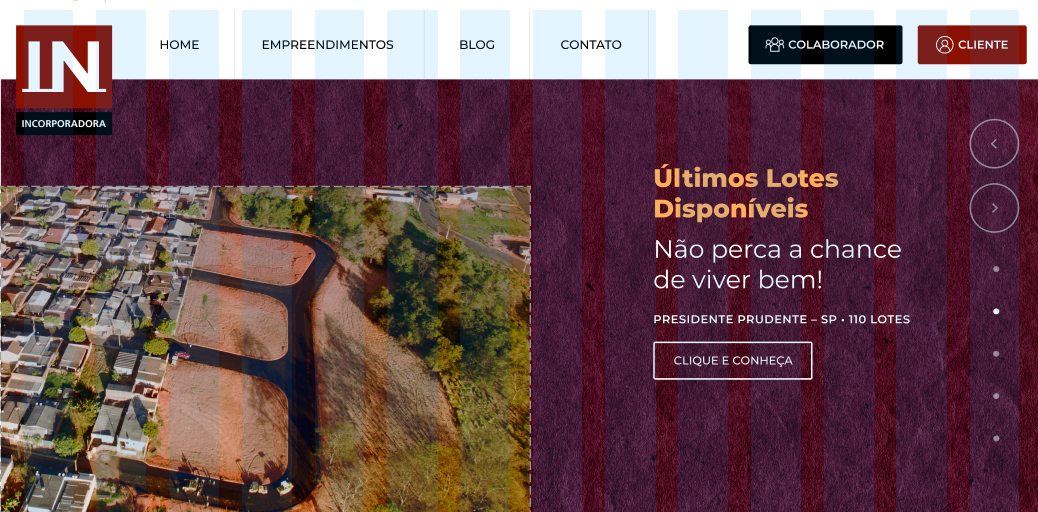 IN
INCORPORADORA
HOME
EMPREENDIMENTOS
BLOG
CONTATO
COLABORADOR
CLIENTE
Últimos Lotes
Disponíveis
Não perca a chance
de viver bem!
PRESIDENTE PRUDENTE – SP • 110 LOTES
CLIQUE E CONHEÇA